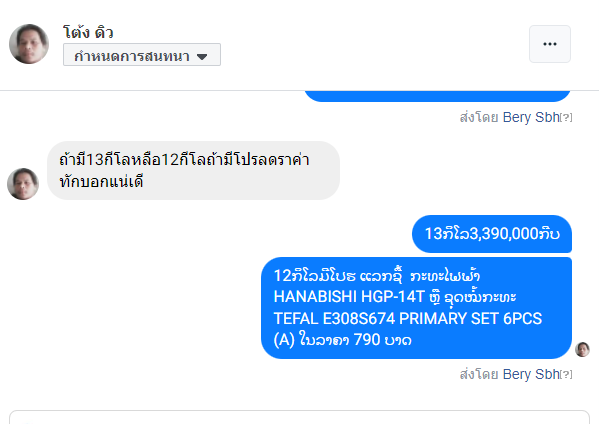 โต้ง ดิว
กำหนดการสนทนา
ส่งโดย Bery Sbh[?]
ถ้ามี13กีโลหลือ12กีโลถ้ามีโปรลดราค่า
ทักบอกแน่เดี
13ກິໂລ3,390,000ກີບ
12ກິໂລມີໂປຣ ແລກຊື້ ກະທະໄຟຟ້າ
HANABISHI HGP-14T ຫຼື ຊຸດໝໍ້ກະທະ
TEFAL E308S674 PRIMARY SET 6PCS
(A) ໃນລາຄາ 790 ບາດ
ส่งโดย Bery Sbh[?]